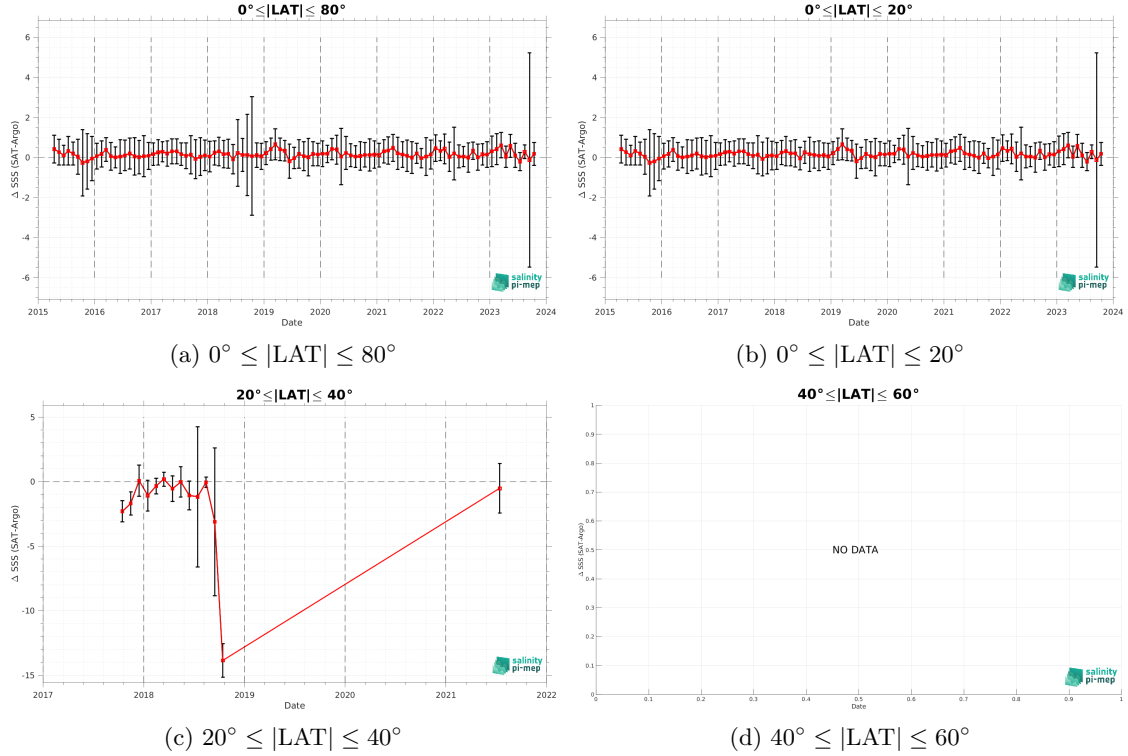 0°≤|LAT|≤ 80°
6
4
2
0
-2
-4
-6
Δ SSS (SAT-Argo)
2015 2016 2017 2018 2019 2020 2021 2022 2023 2024
Date
salinity
pi-mep
(a) 0° ≤ |LAT| ≤ 80°
0°≤|LAT|≤ 20°
6
4
2
0
-2
-4
-6
Δ SSS (SAT-Argo)
2015 2016 2017 2018 2019 2020 2021 2022 2023 2024
Date
salinity
pi-mep
(b) 0° ≤ |LAT| ≤ 20°
20°≤|LAT|≤ 40°
5
0
-5
-10
-15
Δ SSS (SAT-Argo)
2017 2018 2019 2020 2021 2022
Date
salinity
pi-mep
(c) 20° ≤ |LAT| ≤ 40°
40°≤|LAT|≤ 60°
1
0.9
0.8
0.7
0.6
0.5
0.4
0.3
0.2
0.1
0
Δ SSS (SAT-Argo)
NO DATA
0 0.1 0.2 0.3 0.4 0.5 0.6 0.7 0.8 0.9 1
Date
salinity
pi-mep
(d) 40° ≤ |LAT| ≤ 60°